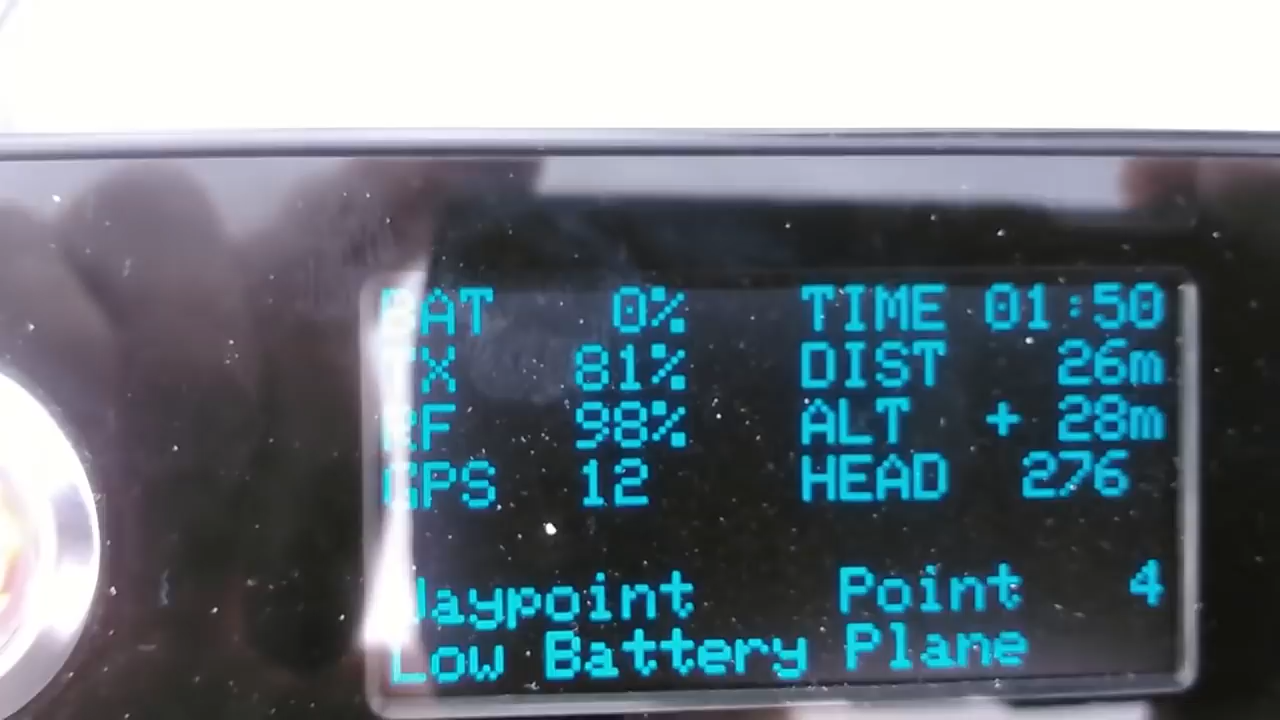 BAT 0% TIME 01:50
TX 81% DIST 26m
RF 98% ALT + 28m
GPS 12 HEAD 276
Waypoint Point 4
Low Battery Plane